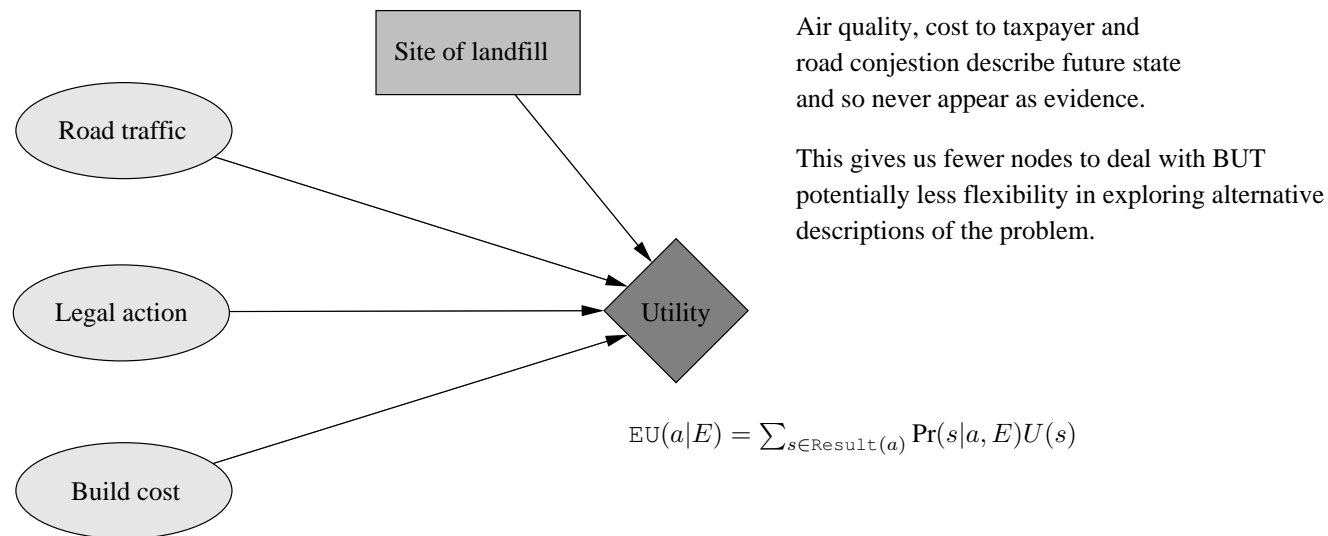 Site of landfill
Air quality, cost to taxpayer and
road conjestion describe future state
and so never appear as evidence.
This gives us fewer nodes to deal with BUT
potentially less flexibility in exploring alternative
descriptions of the problem.
Road traffic
Legal action
Utility
Build cost
EU(a|E) = ∑s∈Result(a) Pr(s|a, E)U(s)